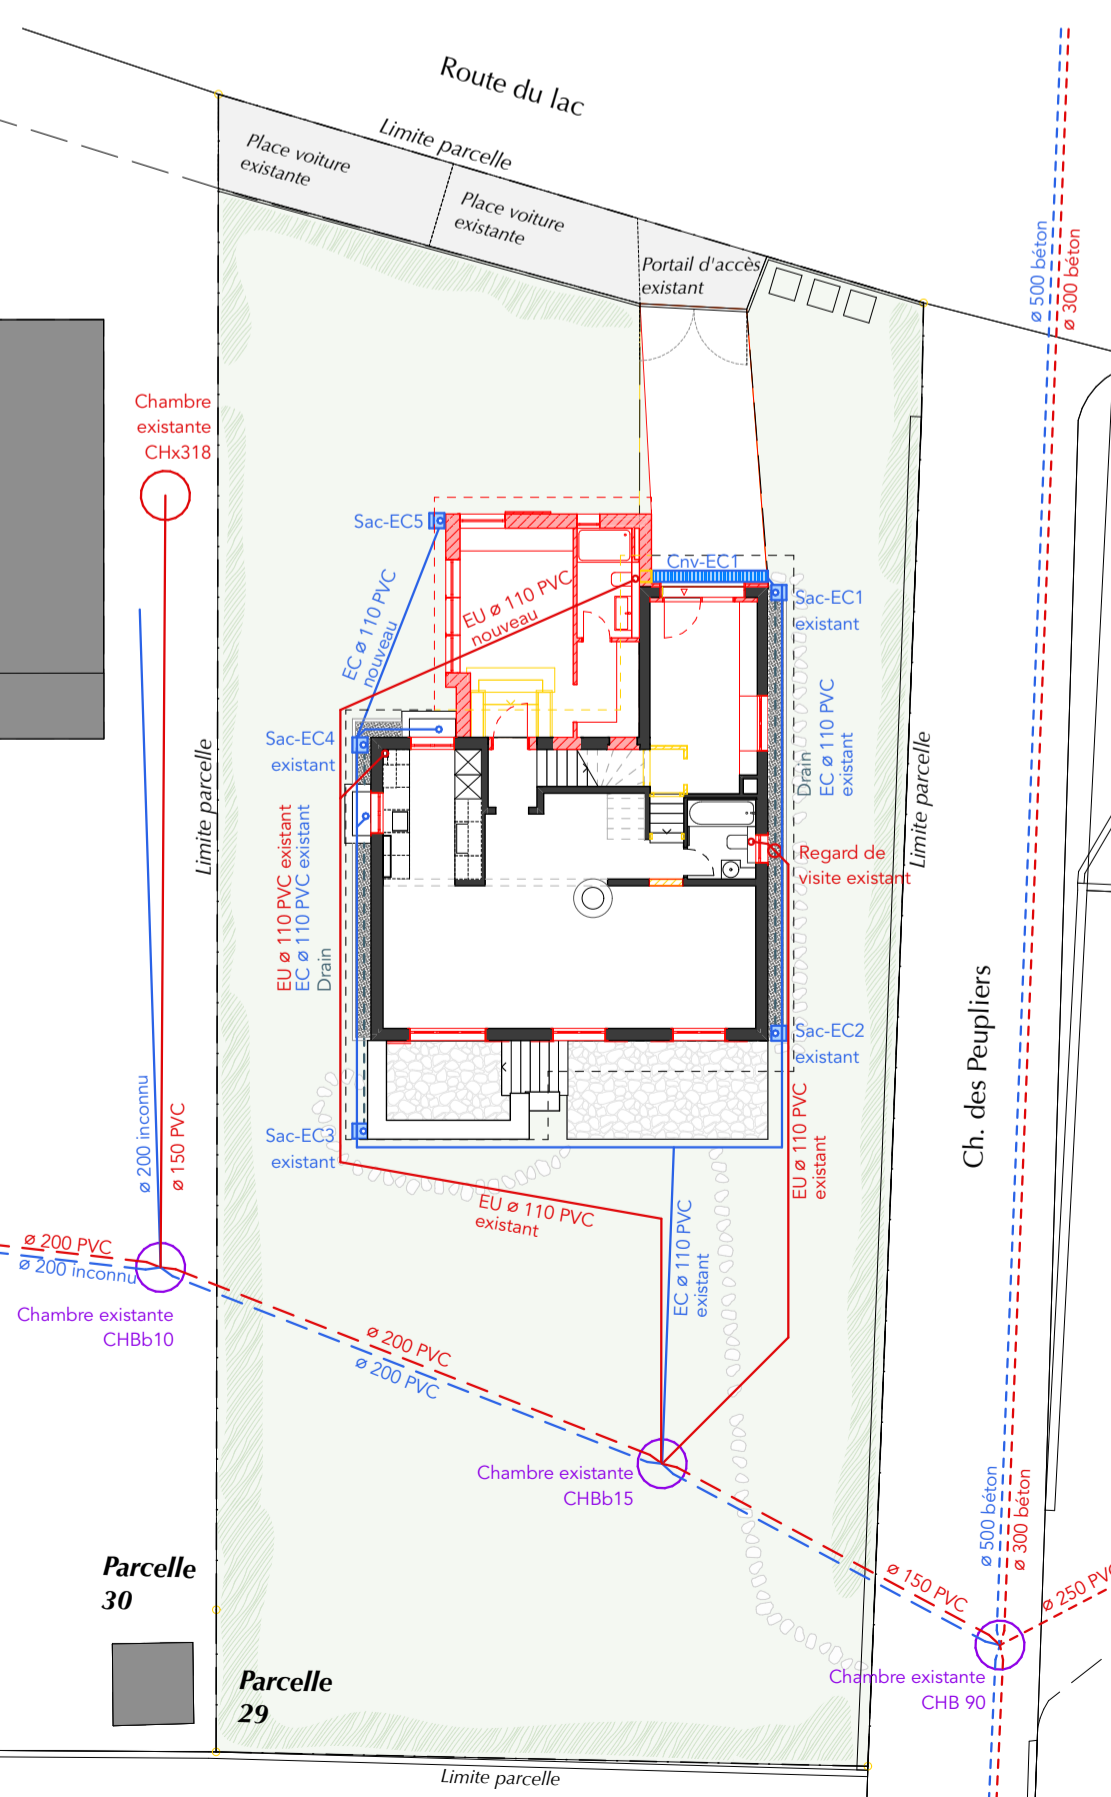 Route du lac
Limite parcelle
Place voiture
existante
Place voiture
existante
Portail d'accès
existant
ø 500 béton
ø 300 béton
Chambre
existante
CHx318
Sac-EC5
Cnv-EC1
EC ø 110 PVC
nouveau
EU ø 110 PVC
nouveau
Sac-EC1
existant
Sac-EC4
existant
Limite parcelle
Drain
EC ø 110 PVC
existant
Limite parcelle
Regard de
visite existant
EU ø 110 PVC existant
EC ø 110 PVC existant
Drain
Ch. des Peupliers
Sac-EC2
existant
Sac-EC3
existant
ø 200 inconnu
ø 150 PVC
EU ø 110 PVC
existant
EU ø 110 PVC
existant
EC ø 110 PVC
existant
ø 200 PVC
ø 200 inconnu
Chambre existante
CHBb10
ø 200 PVC
ø 200 PVC
Chambre existante
CHBb15
ø 500 béton
ø 300 béton
ø 150 PVC
ø 250 PVC
Parcelle
30
Parcelle
29
Chambre existante
CHB 90
Limite parcelle